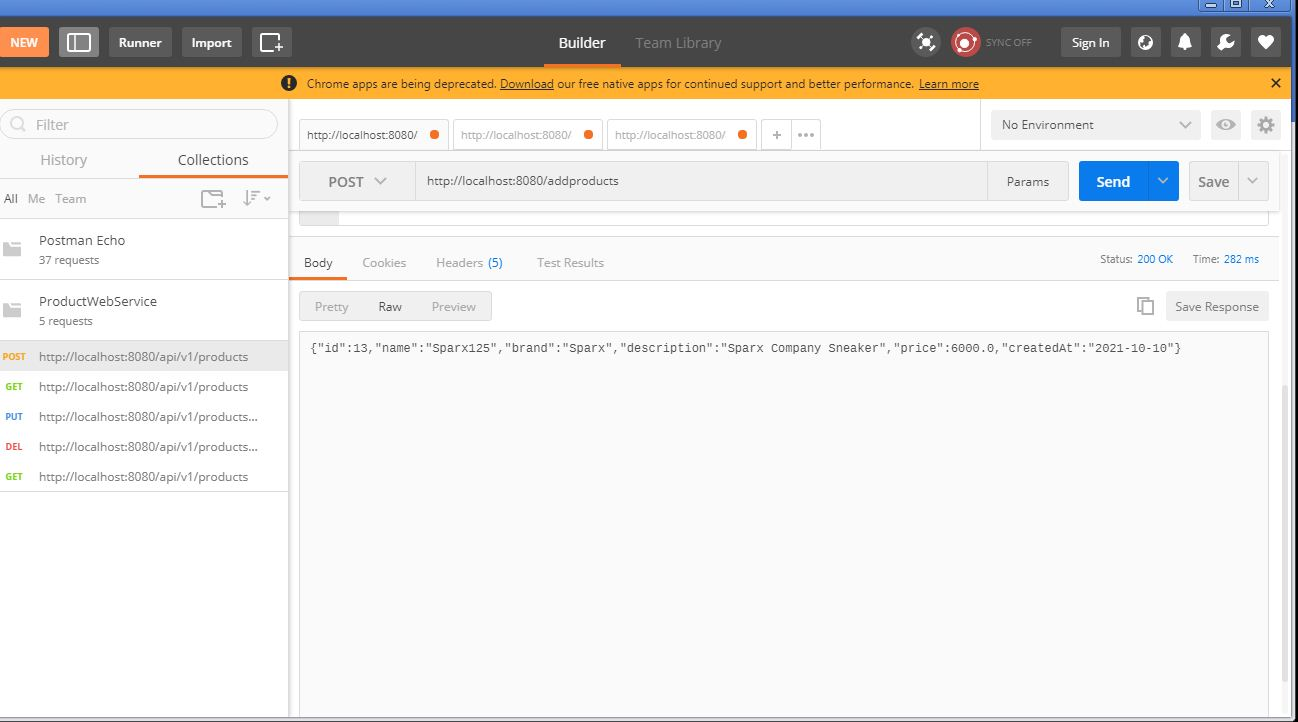 NEW Runner Import Builder Team Library SYNC OFF Sign In
Chrome apps are being deprecated. Download our free native apps for continued support and better performance. Learn more
Filter
History Collections
All Me Team
Postman Echo
37 requests
ProductWebService
5 requests
POST http://localhost:8080/api/v1/products
GET http://localhost:8080/api/v1/products
PUT http://localhost:8080/api/v1/products...
DEL http://localhost:8080/api/v1/products...
GET http://localhost:8080/api/v1/products
http://localhost:8080/ http://localhost:8080/ http://localhost:8080/ No Environment
POST http://localhost:8080/addproducts Params Send Save
Body Cookies Headers (5) Test Results Status: 200 OK Time: 282 ms
Pretty Raw Preview Save Response
{"id":13,"name":"Sparx125","brand":"Sparx","description":"Sparx Company Sneaker","price":6000.0,"createdAt":"2021-10-10"}